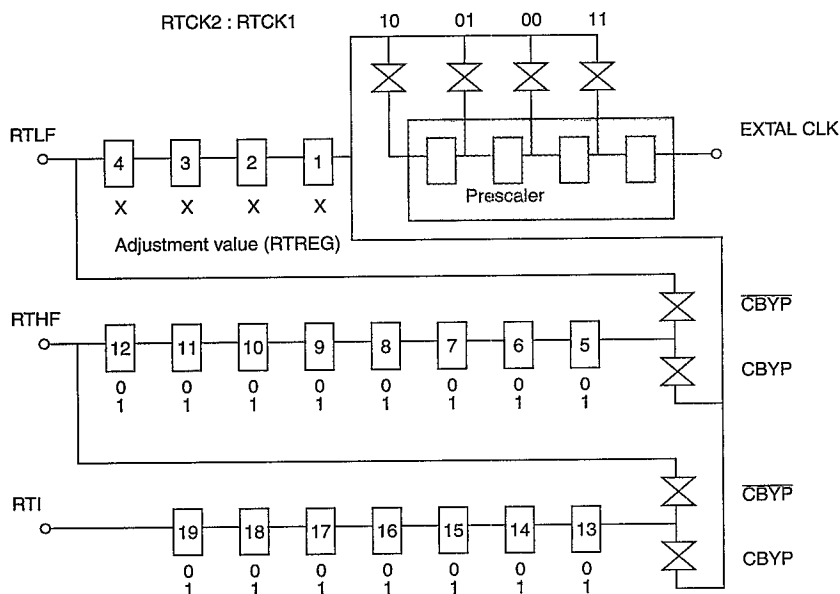 RTCK2 : RTCK1 10 01 00 11
RTLF
EXTAL CLK
4 3 2 1
Prescaler
X X X X
Adjustment value (RTREG)
CBYP
RTHF
12 11 10 9 8 7 6 5
CBYP
0 0 0 0 0 0 0 0
1 1 1 1 1 1 1 1
CBYP
RTI
19 18 17 16 15 14 13
CBYP
0 0 0 0 0 0 0
1 1 1 1 1 1 1